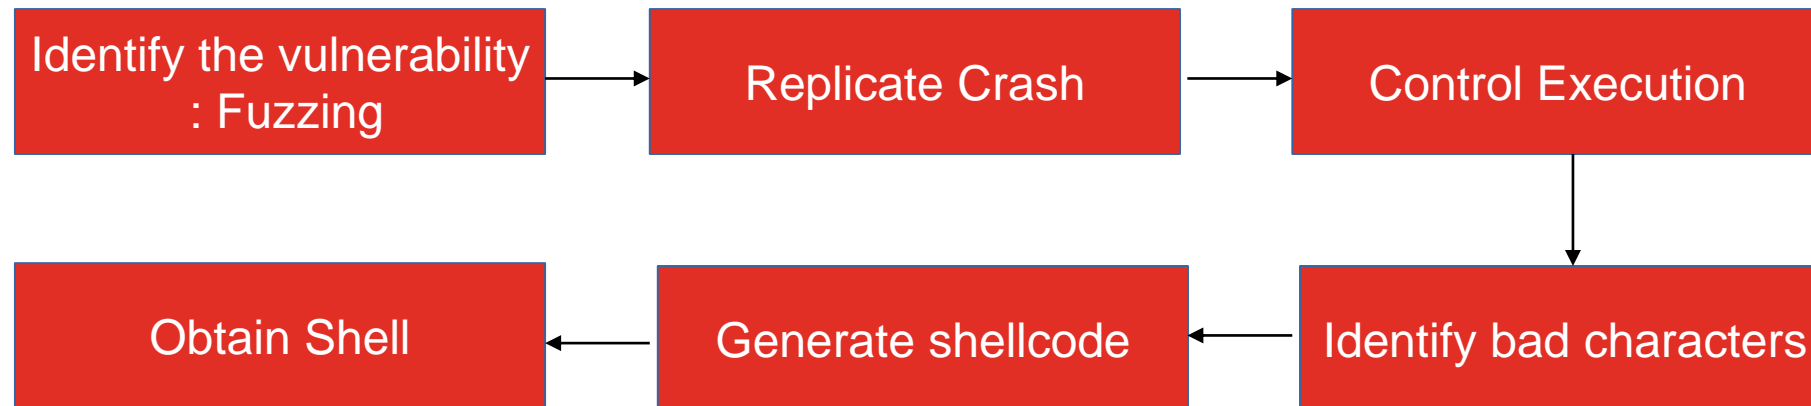 Identify the vulnerability
: Fuzzing
Replicate Crash
Control Execution
Identify bad characters
Generate shellcode
Obtain Shell